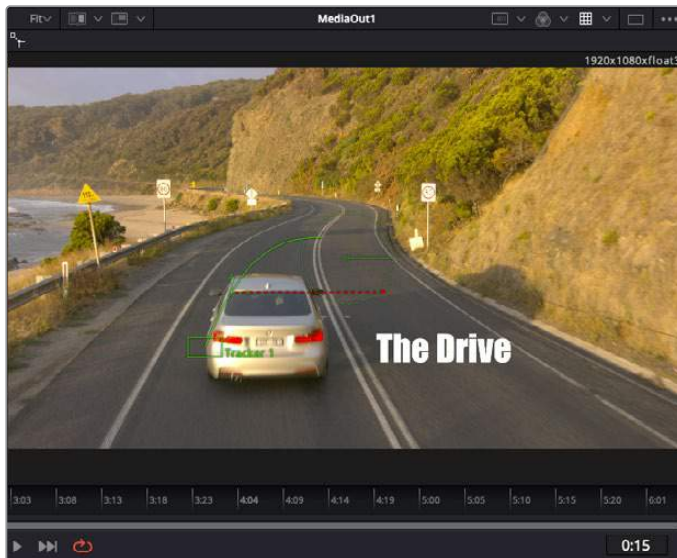 Fit
MediaOut1
1920x1080xfloat3
Tracker 1
The Drive
3:03 3:08 3:13 3:18 3:23 4:04 4:09 4:14 4:19 5:00 5:05 5:10 5:15 5:20 6:01
0:15